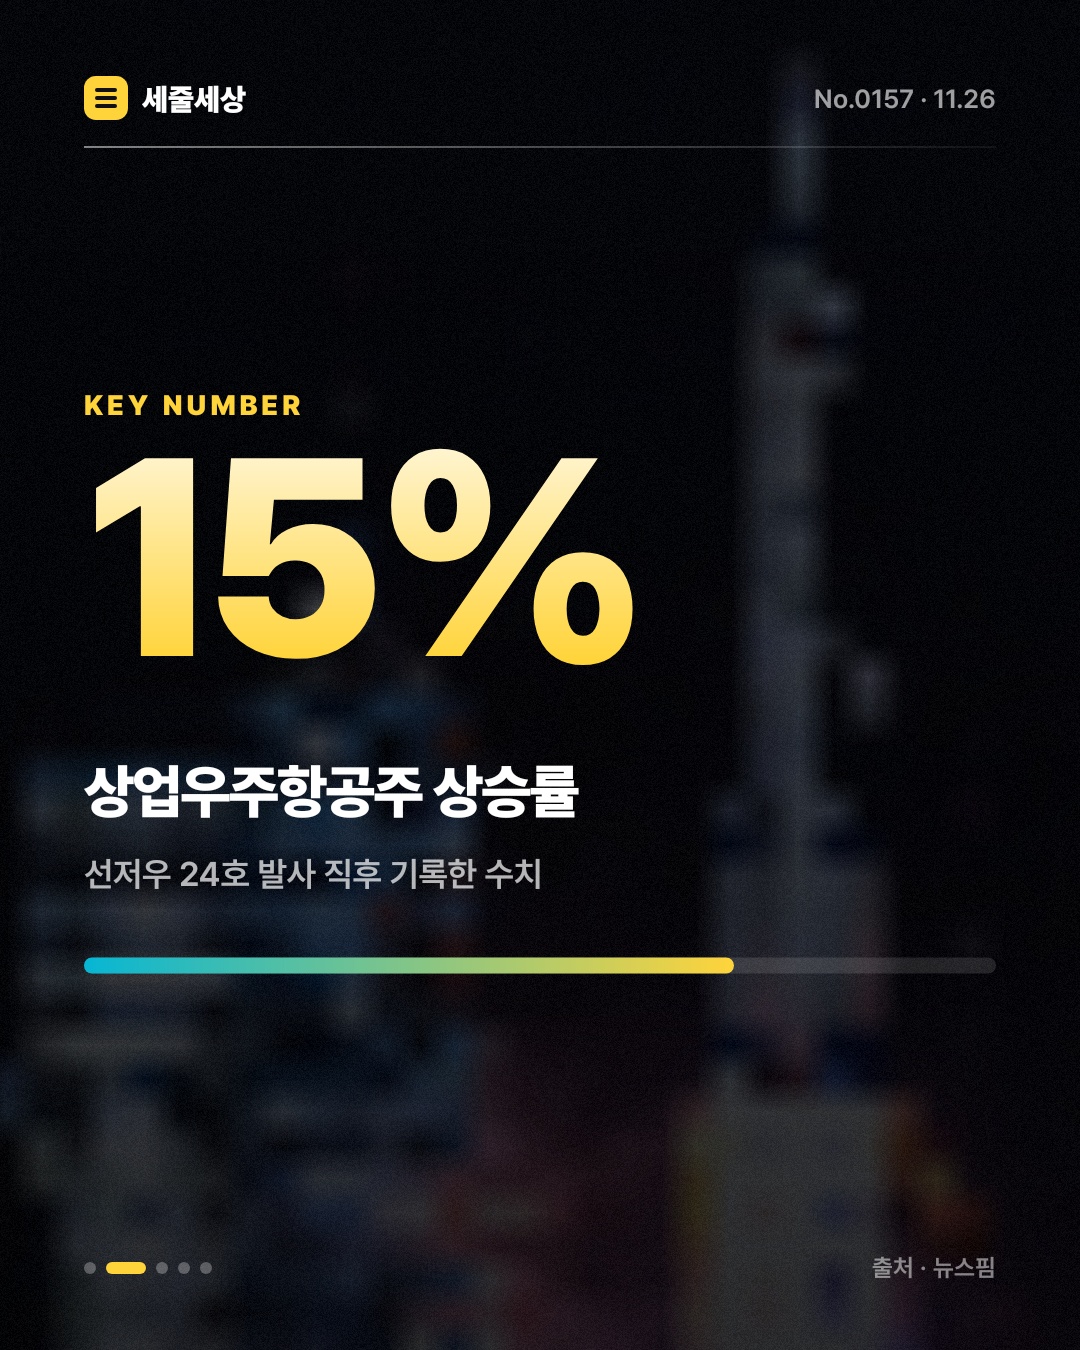 세줄세상
No.0157 · 11.26
KEY NUMBER
15%
상업우주항공주 상승률
선저우 24호 발사 직후 기록한 수치
출처 · 뉴스핌